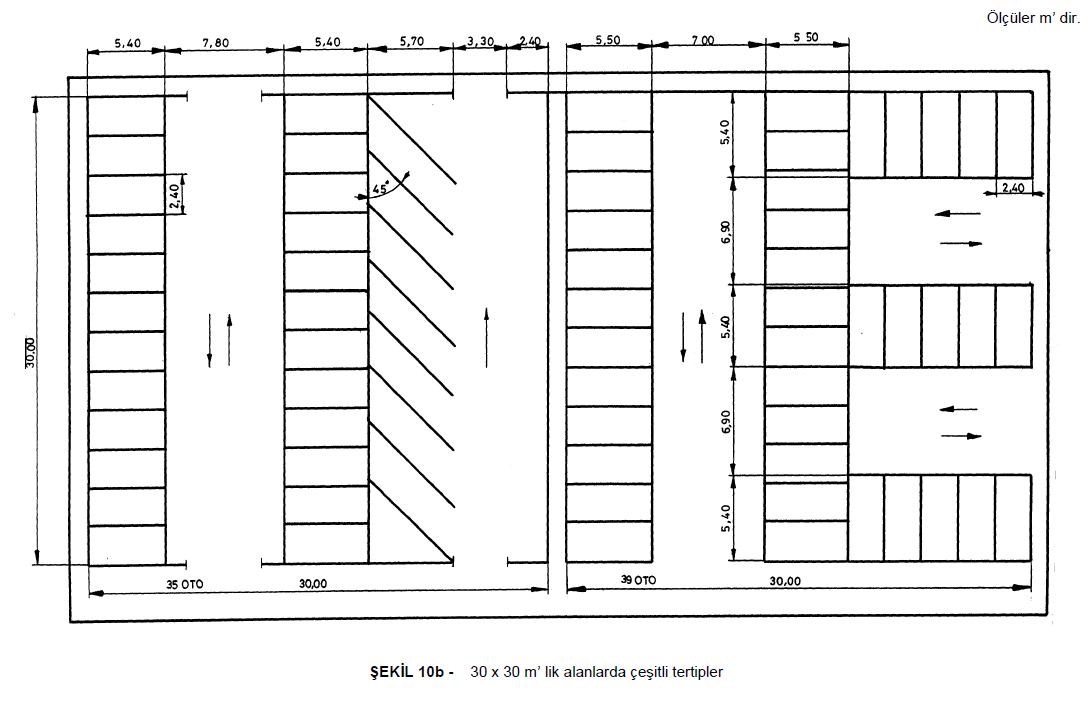 Ölçüler m' dir.
5,40 7,80 5,40 5,70 3,30 2,40 5,50 7 00 5 50
5,40
2,40
45°
2,40
6,90
30,00
5,40
6,90
5,40
35 OTO 30,00 39 OTO 30,00
ŞEKİL 10b - 30 x 30 m' lik alanlarda çeşitli tertipler